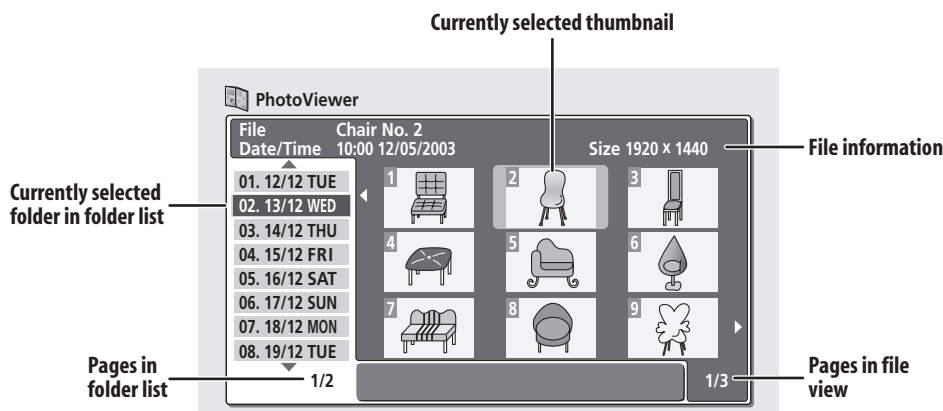 Currently selected thumbnail
PhotoViewer
File Chair No. 2
Date/Time 10:00 12/05/2003 Size 1920 x 1440
File information
Currently selected
folder in folder list
01. 12/12 TUE
02. 13/12 WED
03. 14/12 THU
04. 15/12 FRI
05. 16/12 SAT
06. 17/12 SUN
07. 18/12 MON
08. 19/12 TUE
1 2 3
4 5 6
7 8 9
Pages in
folder list
1/2
1/3
Pages in file
view